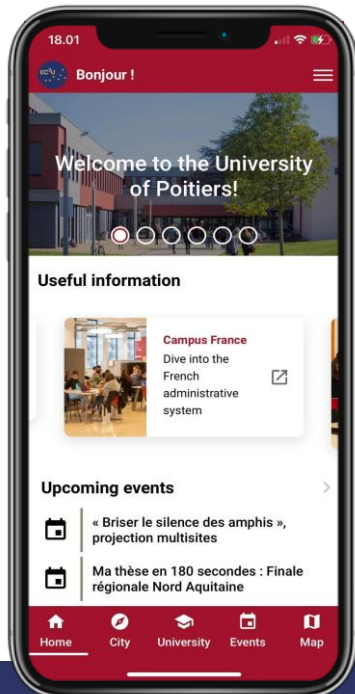 18.01
EC²U
Bonjour !
Welcome to the University
of Poitiers!
Useful information
Campus France
Dive into the
French
administrative
system
Upcoming events
« Briser le silence des amphis »,
projection multisites
Ma thèse en 180 secondes : Finale
régionale Nord Aquitaine
Home City University Events Map